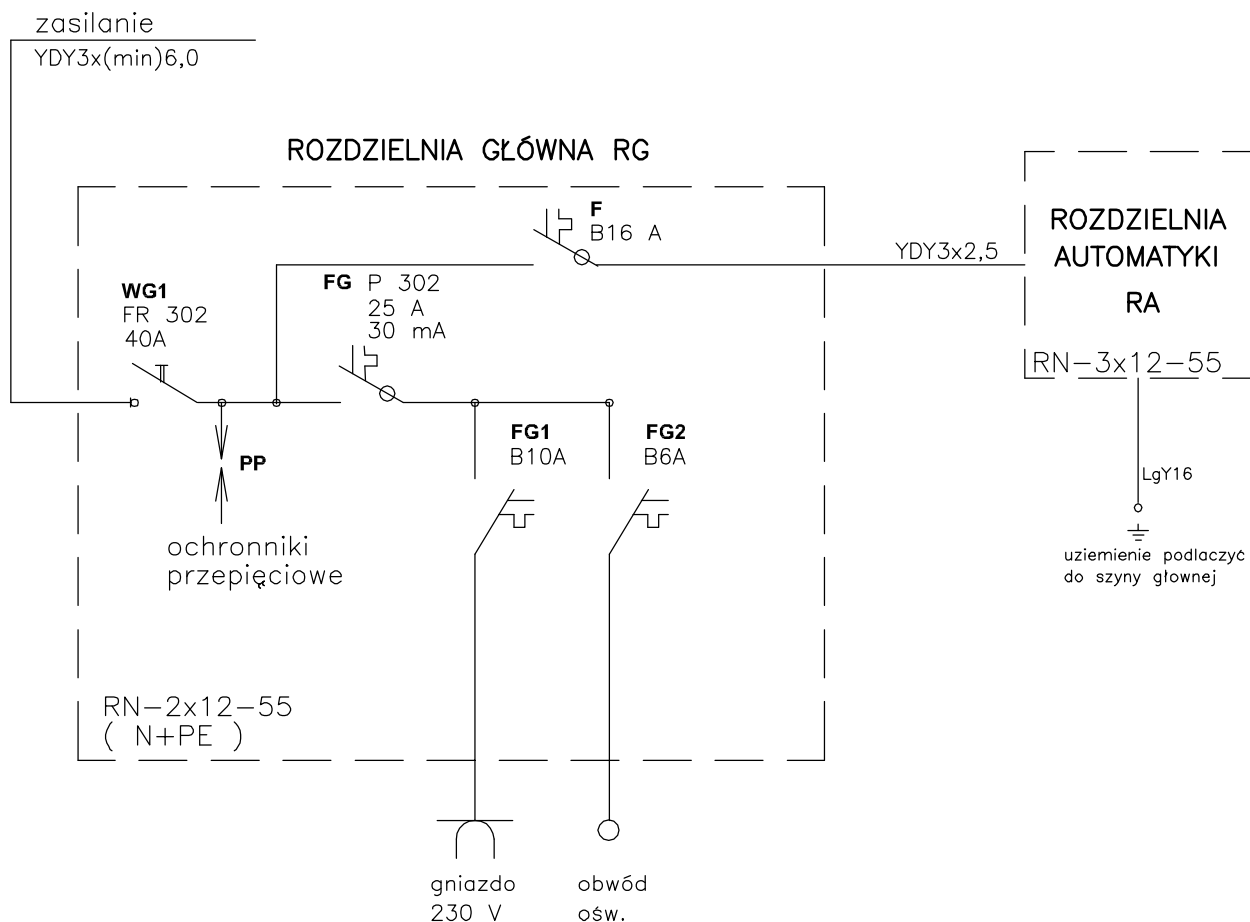 zasilanie
YDY3x(min)6,0
ROZDZIELNIA GŁÓWNA RG
F
B16 A
YDY3x2,5
ROZDZIELNIA
AUTOMATYKI
RA
RN-3x12-55
WG1
FR 302
40A
FG P 302
25 A
30 mA
PP
ochronniki
przepięciowe
FG1
B10A
FG2
B6A
LgY16
uziemienie podlaczyć
do szyny głownej
RN-2x12-55
( N+PE )
gniazdo
230 V
obwód
ośw.